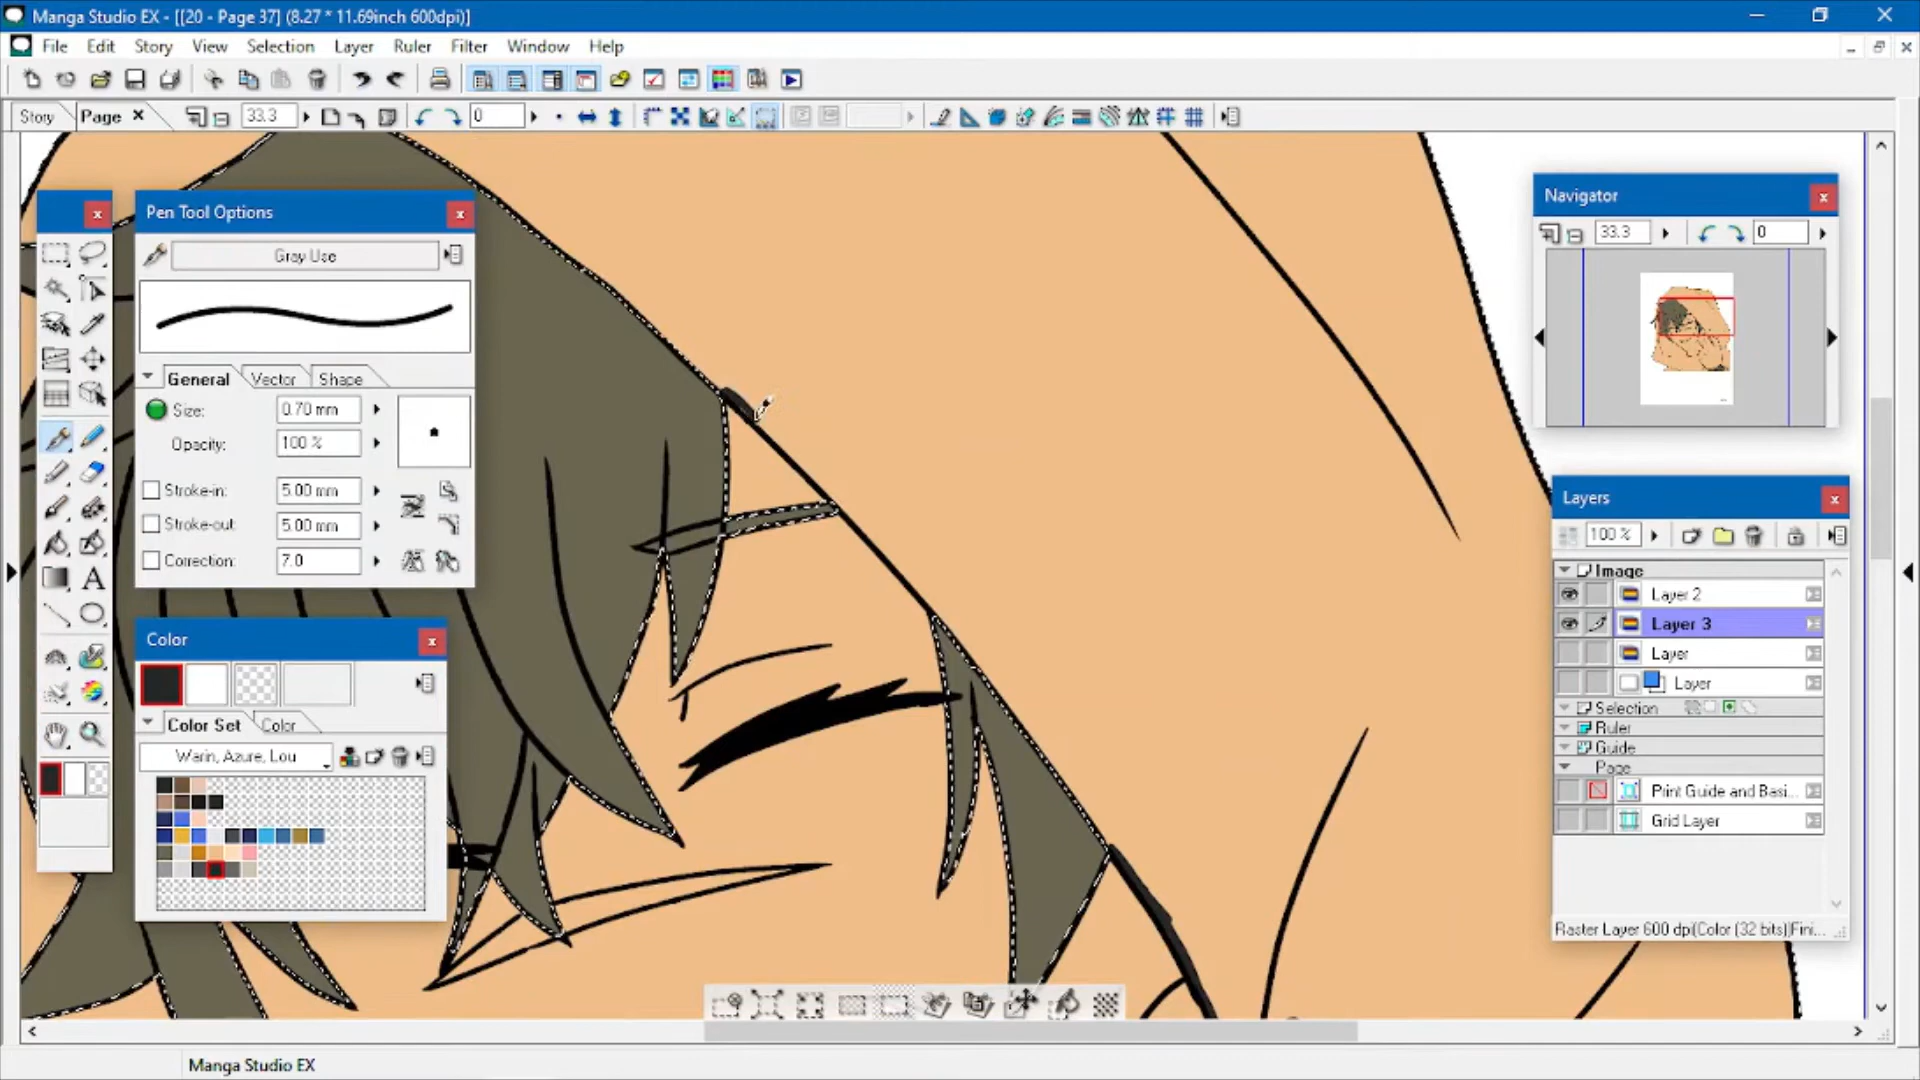 Manga Studio EX - [[20 - Page 37] (8.27 * 11.69inch 600dpi)]
File Edit Story View Selection Layer Ruler Filter Window Help
Story Page 33.3 0
Pen Tool Options
Gray Use
General Vector Shape
Size: 0.70 mm
Opacity: 100 %
Stroke-in: 5.00 mm
Stroke-out: 5.00 mm
Correction: 7.0
A
Color
Color Set Color
Warin, Azure, Lou
Navigator
33.3 0
Layers
100 %
Image
Layer 2
Layer 3
Layer
Layer
Selection
Ruler
Guide
Page
Print Guide and Basi...
Grid Layer
Raster Layer 600 dpi(Color (32 bits))Fini...
Manga Studio EX